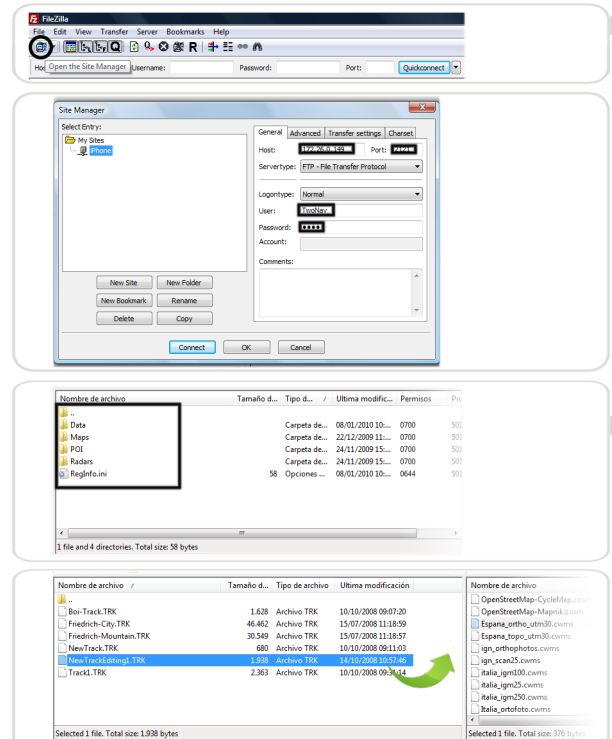 FileZilla
File Edit View Transfer Server Bookmarks Help
R
Open the Site Manager Username: Password: Port: Quickconnect
Site Manager
Select Entry:
My Sites
iPhone
General Advanced Transfer settings Charset
Host: Port: 2121
Servertype: FTP - File Transfer Protocol
Logontype: Normal
User: TwoNav
Password:
Account:
Comments:
New Site New Folder
New Bookmark Rename
Delete Copy
Connect OK Cancel
Nombre de archivo Tamaño d... Tipo d... Ultima modific... Permisos
..
Data Carpeta de... 08/01/2010 10:... 0700
Maps Carpeta de... 22/12/2009 11:... 0700
POI Carpeta de... 24/11/2009 15:... 0700
Radars Carpeta de... 24/11/2009 15:... 0700
RegInfo.ini 58 Opciones ... 08/01/2010 10:... 0644
1 file and 4 directories. Total size: 58 bytes
Nombre de archivo Tamaño d... Tipo de archivo Ultima modificación
..
Boi-Track.TRK 1.628 Archivo TRK 10/10/2008 09:07:20
Friedrich-City.TRK 46.462 Archivo TRK 15/07/2008 11:18:59
Friedrich-Mountain.TRK 30.549 Archivo TRK 15/07/2008 11:18:57
NewTrack.TRK 680 Archivo TRK 10/10/2008 09:11:03
NewTrackEditing1.TRK 1.938 Archivo TRK 14/10/2008 10:57:46
Track1.TRK 2.363 Archivo TRK 10/10/2008
Selected 1 file. Total size: 1.938 bytes
Nombre de archivo
OpenStreetMap-CycleMap
OpenStreetMap-Mapnik
Espana_ortho_utm30.cwms
Espana_topo_utm30.cwms
ign_orthophotos.cwms
ign_scan25.cwms
italia_igm100.cwms
italia_igm25.cwms
italia_igm250.cwms
Italia_ortofoto.cwms
Selected 1 file. Total size: 376 bytes